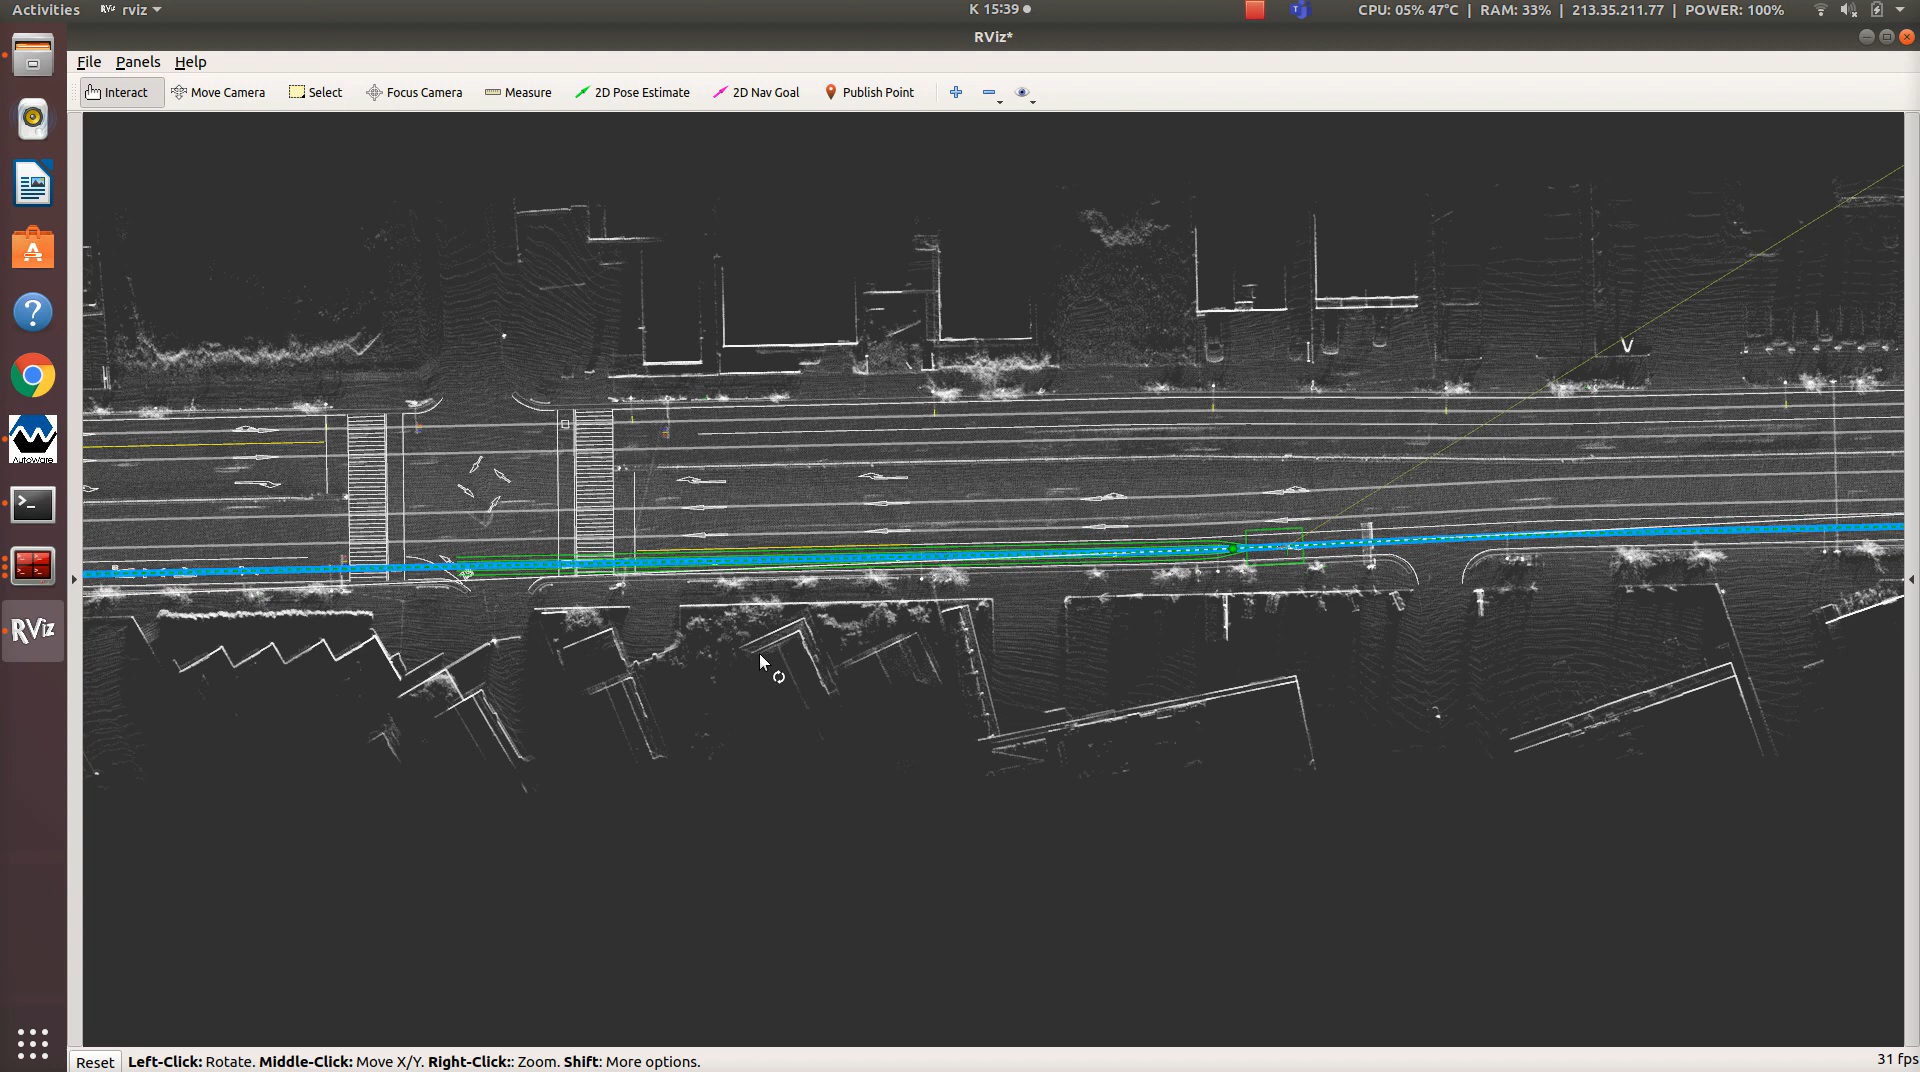 Activities RViz rviz K 15:39 CPU: 05% 47°C | RAM: 33% | 213.35.211.77 | POWER: 100%
RViz*
File Panels Help
Interact Move Camera Select Focus Camera Measure 2D Pose Estimate 2D Nav Goal Publish Point
AutoWare
RViz
Reset Left-Click: Rotate. Middle-Click: Move X/Y. Right-Click:: Zoom. Shift: More options. 31 fps